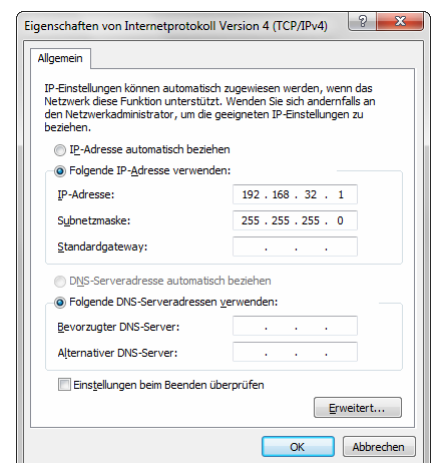 Eigenschaften von Internetprotokoll Version 4 (TCP/IPv4)
Allgemein
IP-Einstellungen können automatisch zugewiesen werden, wenn das
Netzwerk diese Funktion unterstützt. Wenden Sie sich andernfalls an
den Netzwerkadministrator, um die geeigneten IP-Einstellungen zu
beziehen.
IP-Adresse automatisch beziehen
Folgende IP-Adresse verwenden:
IP-Adresse: 192 . 168 . 32 . 1
Subnetzmaske: 255 . 255 . 255 . 0
Standardgateway: . . .
DNS-Serveradresse automatisch beziehen
Folgende DNS-Serveradressen verwenden:
Bevorzugter DNS-Server: . . .
Alternativer DNS-Server: . . .
Einstellungen beim Beenden überprüfen
Erweitert...
OK Abbrechen